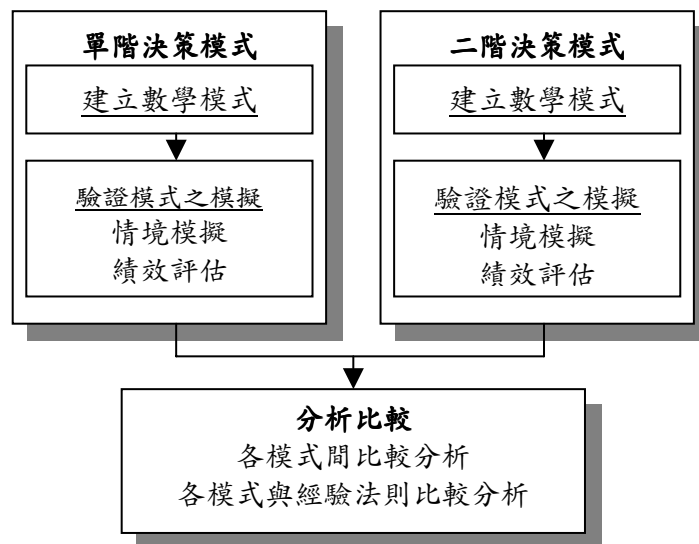 單階決策模式
建立數學模式
驗證模式之模擬
情境模擬
績效評估
二階決策模式
建立數學模式
驗證模式之模擬
情境模擬
績效評估
分析比較
各模式間比較分析
各模式與經驗法則比較分析